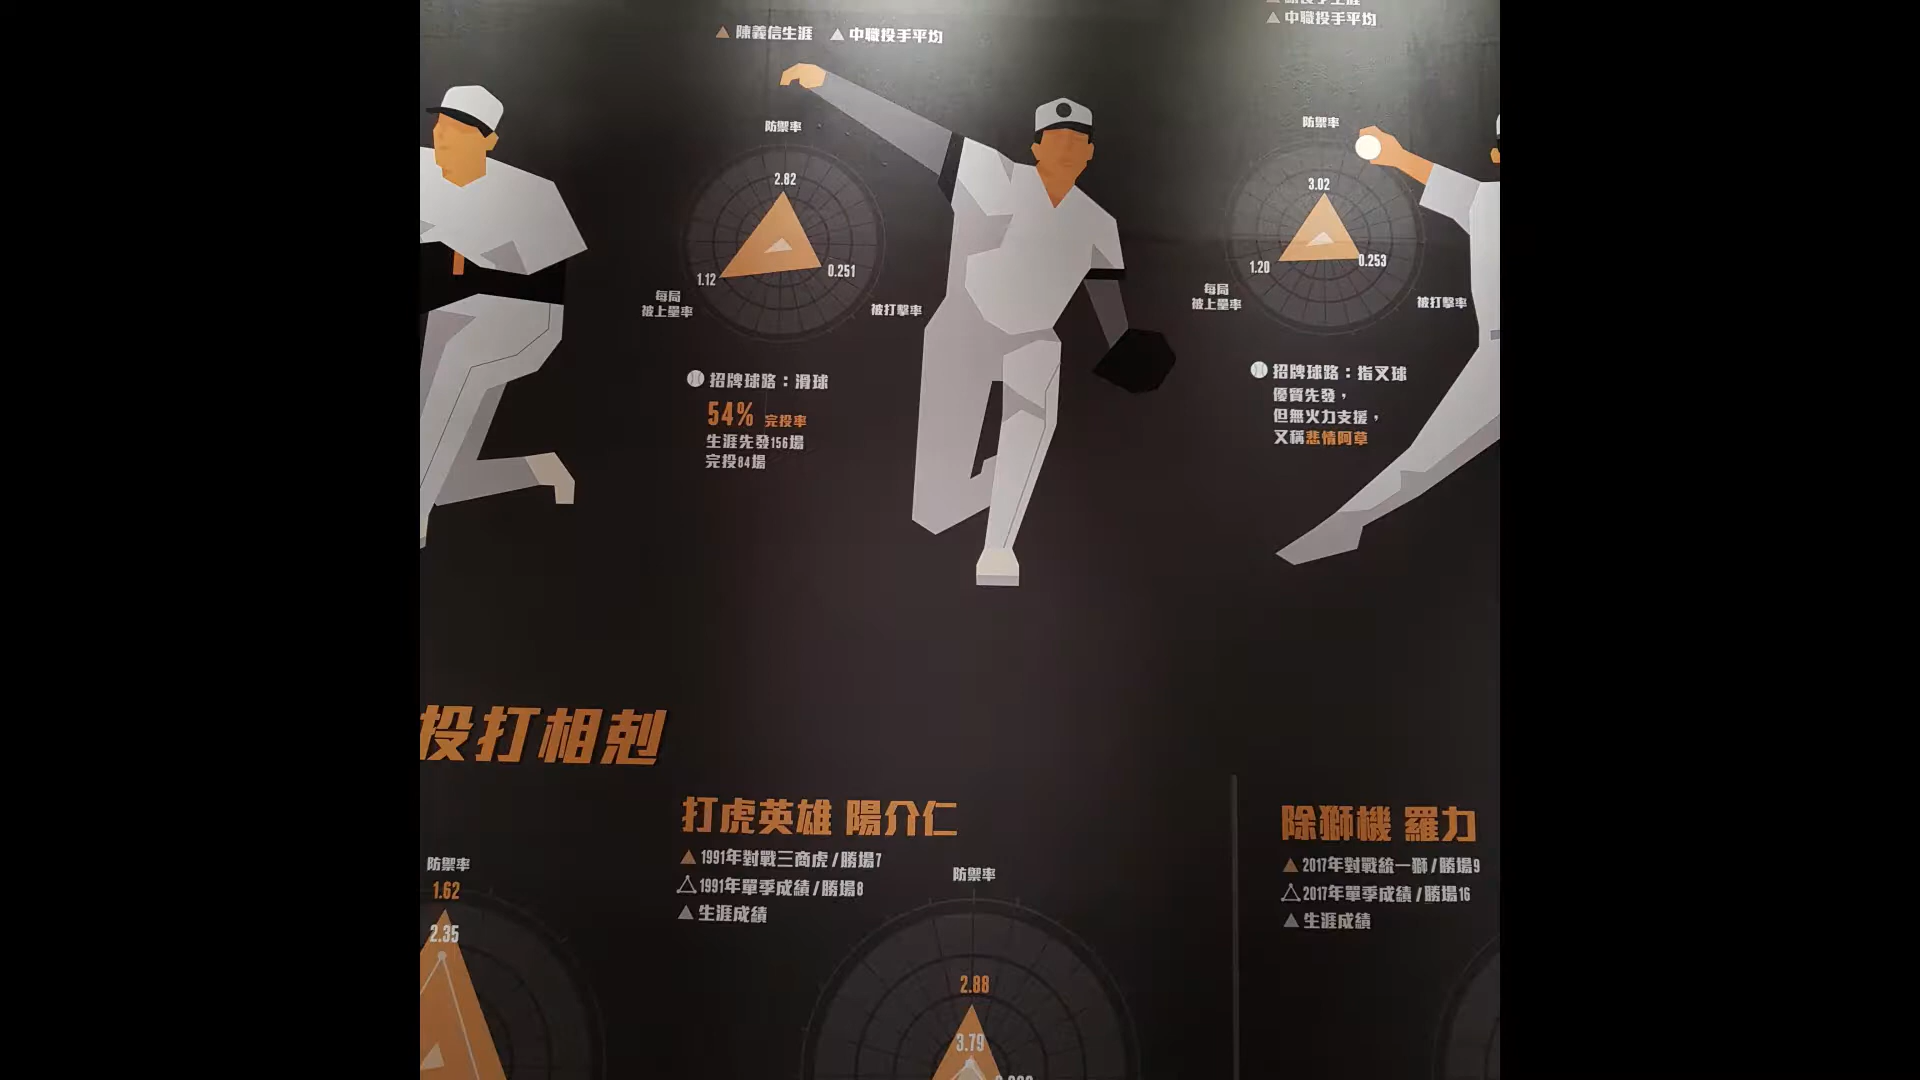 陳義信生涯
中職投手平均
防禦率
2.82
1.12
0.251
每局
被上壘率
被打擊率
招牌球路：滑球
54% 完投率
生涯先發156場
完投84場
中職投手平均
防禦率
3.02
1.20
0.253
每局
被上壘率
被打擊率
招牌球路：指叉球
優質先發，
但無火力支援，
又稱悲情阿草
投打相剋
防禦率
1.62
2.35
打虎英雄 陽介仁
1991年對戰三商虎/勝場7
1991年單季成績/勝場8
生涯成績
防禦率
2.88
3.79
除獅機 羅力
2017年對戰統一獅/勝場9
2017年單季成績/勝場16
生涯成績